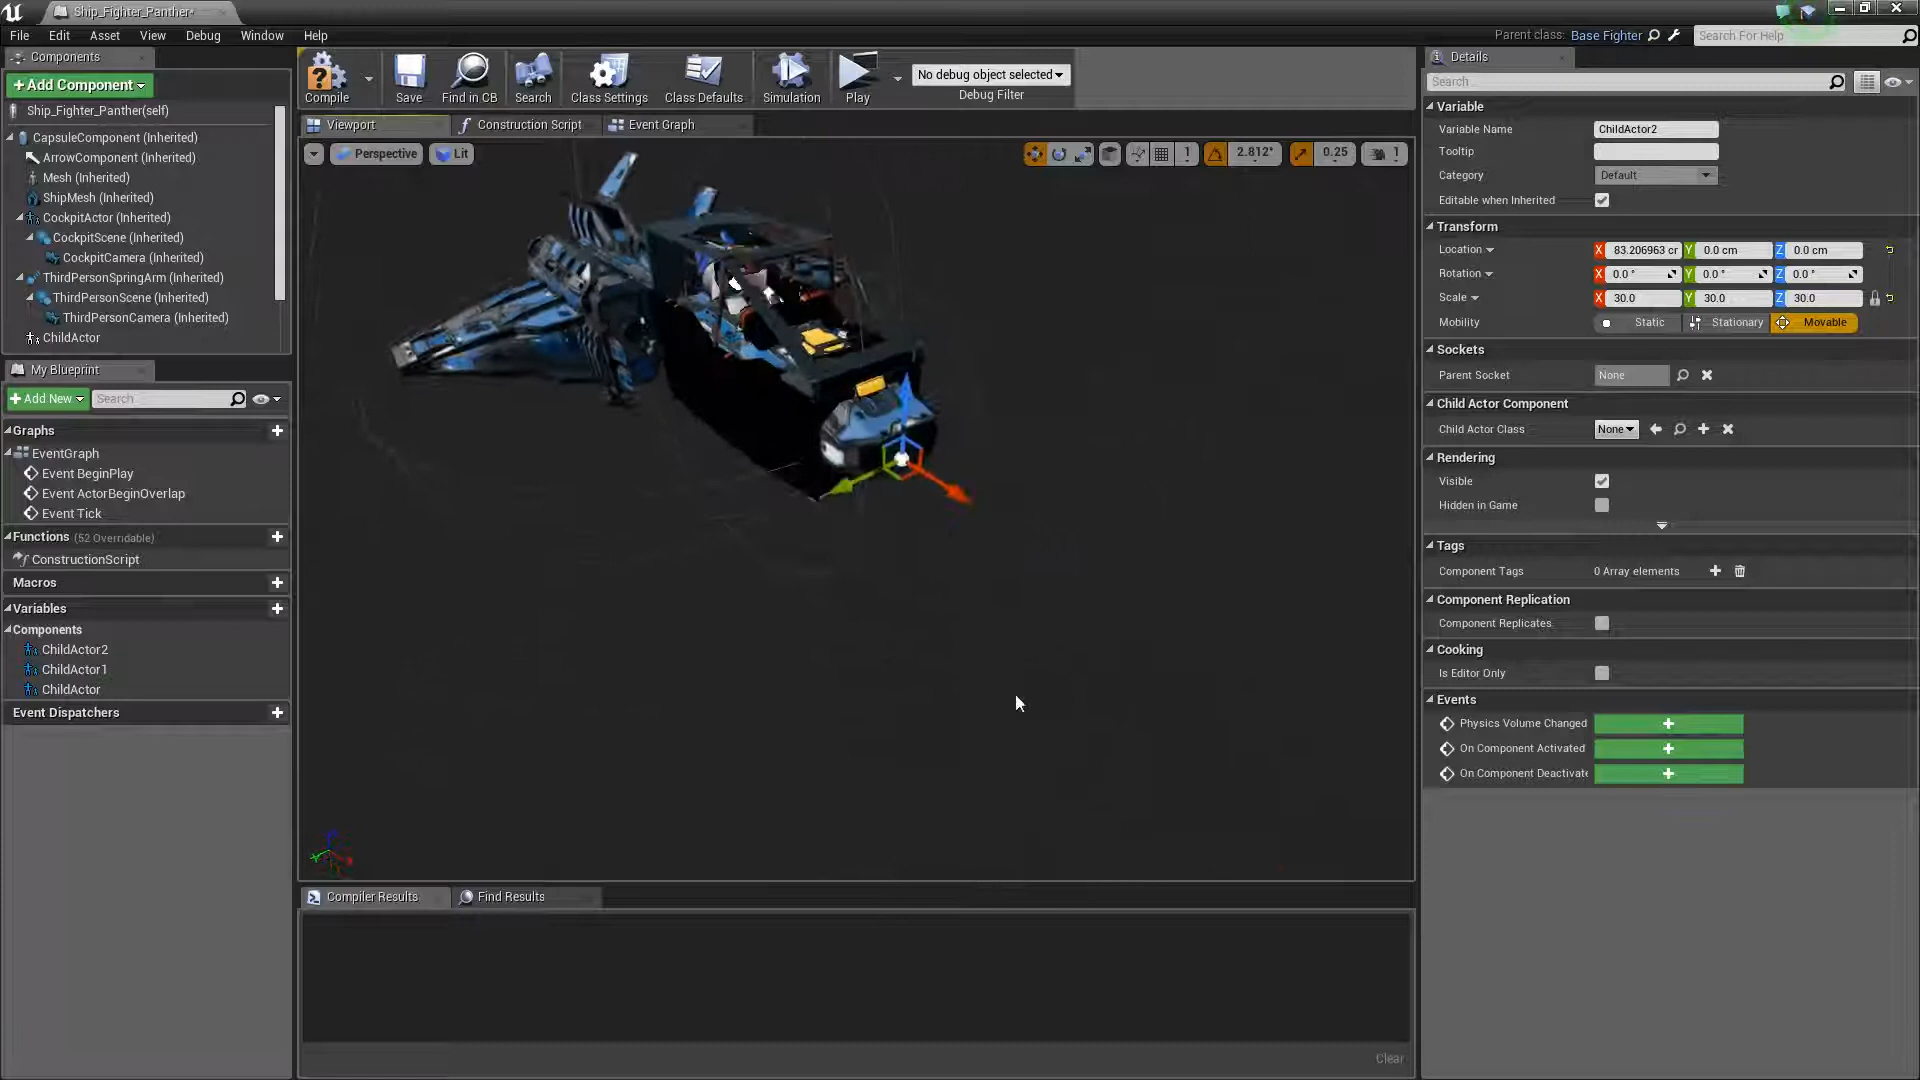 Ship_Fighter_Panther*
File Edit Asset View Debug Window Help
Parent class: Base Fighter
Search For Help
Components
+Add Component
Ship_Fighter_Panther(self)
CapsuleComponent (Inherited)
ArrowComponent (Inherited)
Mesh (Inherited)
ShipMesh (Inherited)
CockpitActor (Inherited)
CockpitScene (Inherited)
CockpitCamera (Inherited)
ThirdPersonSpringArm (Inherited)
ThirdPersonScene (Inherited)
ThirdPersonCamera (Inherited)
ChildActor
My Blueprint
+Add New
Search
Graphs
EventGraph
Event BeginPlay
Event ActorBeginOverlap
Event Tick
Functions (52 Overridable)
ConstructionScript
Macros
Variables
Components
ChildActor2
ChildActor1
ChildActor
Event Dispatchers
Compile
Save
Find in CB
Search
Class Settings
Class Defaults
Simulation
Play
No debug object selected
Debug Filter
Viewport
Construction Script
Event Graph
Perspective
Lit
1
2.812°
0.25
1
Compiler Results
Find Results
Clear
Details
Search...
Variable
Variable Name ChildActor2
Tooltip
Category Default
Editable when Inherited
Transform
Location X 83.206963 cr Y 0.0 cm Z 0.0 cm
Rotation X 0.0 ° Y 0.0 ° Z 0.0 °
Scale X 30.0 Y 30.0 Z 30.0
Mobility Static Stationary Movable
Sockets
Parent Socket None
Child Actor Component
Child Actor Class None
Rendering
Visible
Hidden in Game
Tags
Component Tags 0 Array elements
Component Replication
Component Replicates
Cooking
Is Editor Only
Events
Physics Volume Changed
On Component Activated
On Component Deactivate